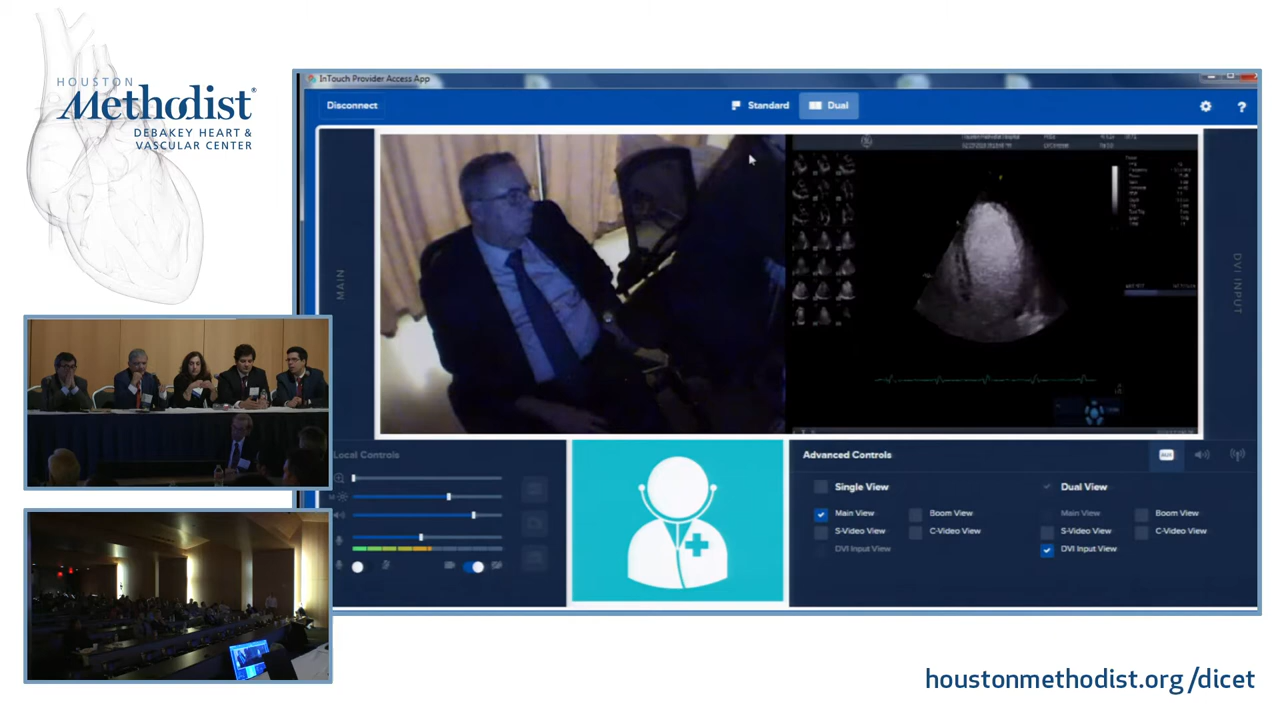 HOUSTON
Methodist®
DEBAKEY HEART &
VASCULAR CENTER
InTouch Provider Access App
Disconnect
Standard
Dual
?
MAIN
DVI INPUT
Local Controls
Advanced Controls
AUX
Single View
Dual View
Main View
Boom View
Main View
Boom View
S-Video View
C-Video View
S-Video View
C-Video View
DVI Input View
DVI Input View
houstonmethodist.org/dicet